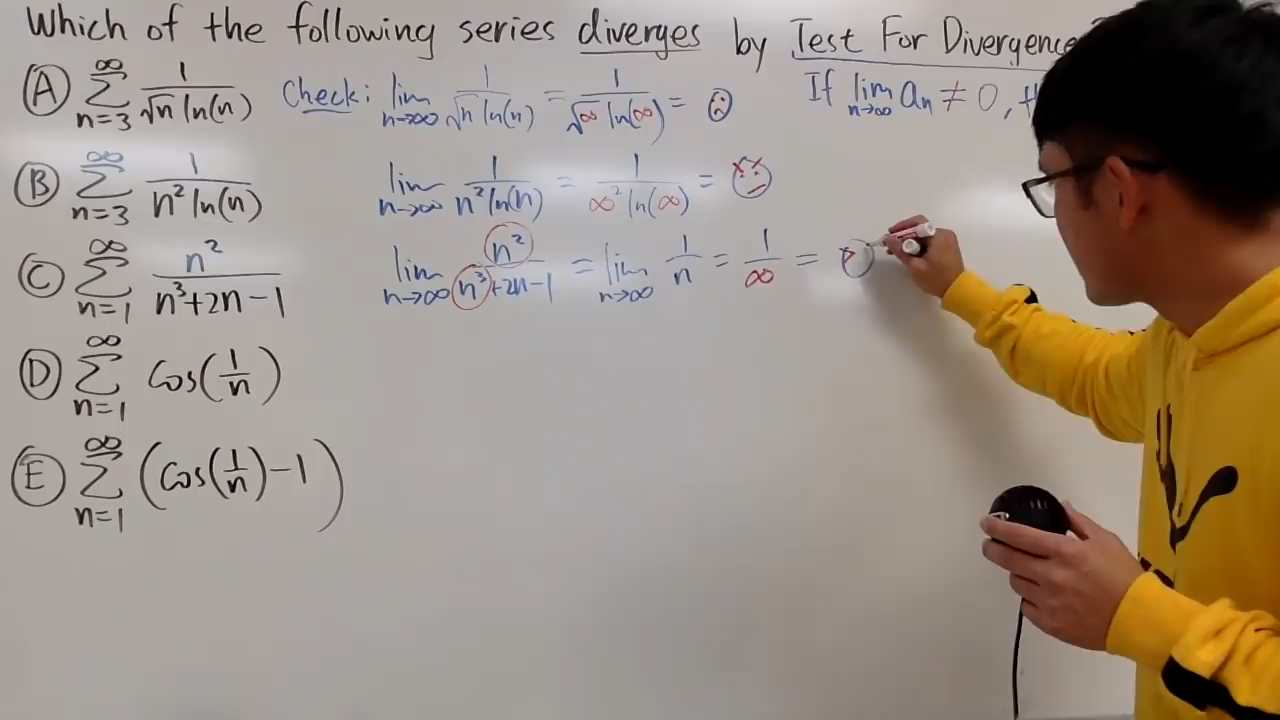 Which of the following series diverges by Test For Divergence
(A) ∞ Σ n=3 1/(√n ln(n)) Check: lim n→∞ 1/(√n ln(n)) = 1/(√∞ ln(∞)) = ☹ If lim n→∞ aₙ ≠ 0,
(B) ∞ Σ n=3 1/(n² ln(n)) lim n→∞ 1/(n² ln(n)) = 1/(∞² ln(∞)) =
(C) ∞ Σ n=1 n²/(n³+2n-1) lim n→∞ n²/(n³+2n-1) = lim n→∞ 1/n = 1/∞ =
(D) ∞ Σ n=1 Cos(1/n)
(E) ∞ Σ n=1 (Cos(1/n)-1)